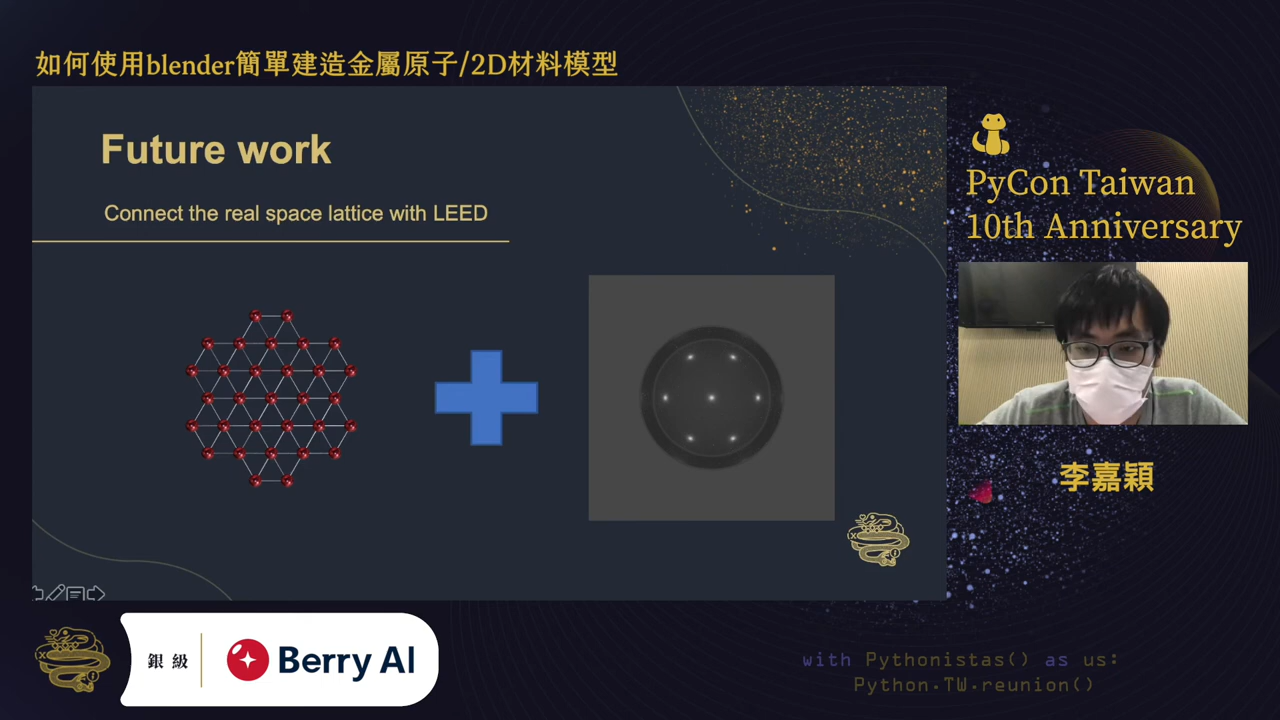 如何使用blender簡單建造金屬原子/2D材料模型
Future work
Connect the real space lattice with LEED
PyCon Taiwan
10th Anniversary
李嘉穎
銀級
Berry AI
with Pythonistas() as us:
Python.TW.reunion()